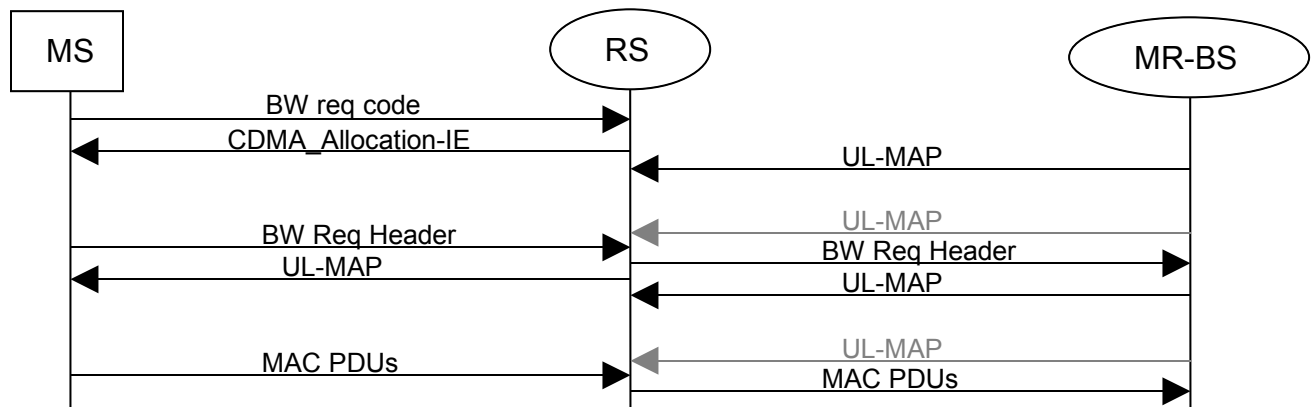 MS
RS
MR-BS
BW req code
CDMA_Allocation-IE
UL-MAP
UL-MAP
BW Req Header
BW Req Header
UL-MAP
UL-MAP
UL-MAP
MAC PDUs
MAC PDUs